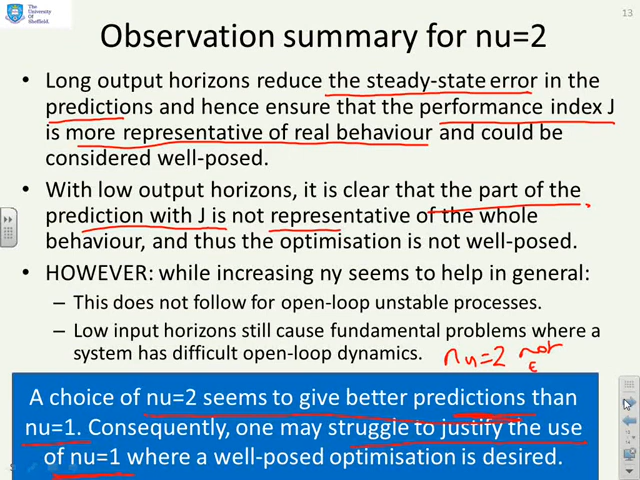 The
University
Of
Sheffield.
13
Observation summary for nu=2
• Long output horizons reduce the steady-state error in the
predictions and hence ensure that the performance index J
is more representative of real behaviour and could be
considered well-posed.
• With low output horizons, it is clear that the part of the
prediction with J is not representative of the whole
behaviour, and thus the optimisation is not well-posed.
• HOWEVER: while increasing ny seems to help in general:
– This does not follow for open-loop unstable processes.
– Low input horizons still cause fundamental problems where a
system has difficult open-loop dynamics.
nu=2 not
A choice of nu=2 seems to give better predictions than
nu=1. Consequently, one may struggle to justify the use
of nu=1 where a well-posed optimisation is desired.